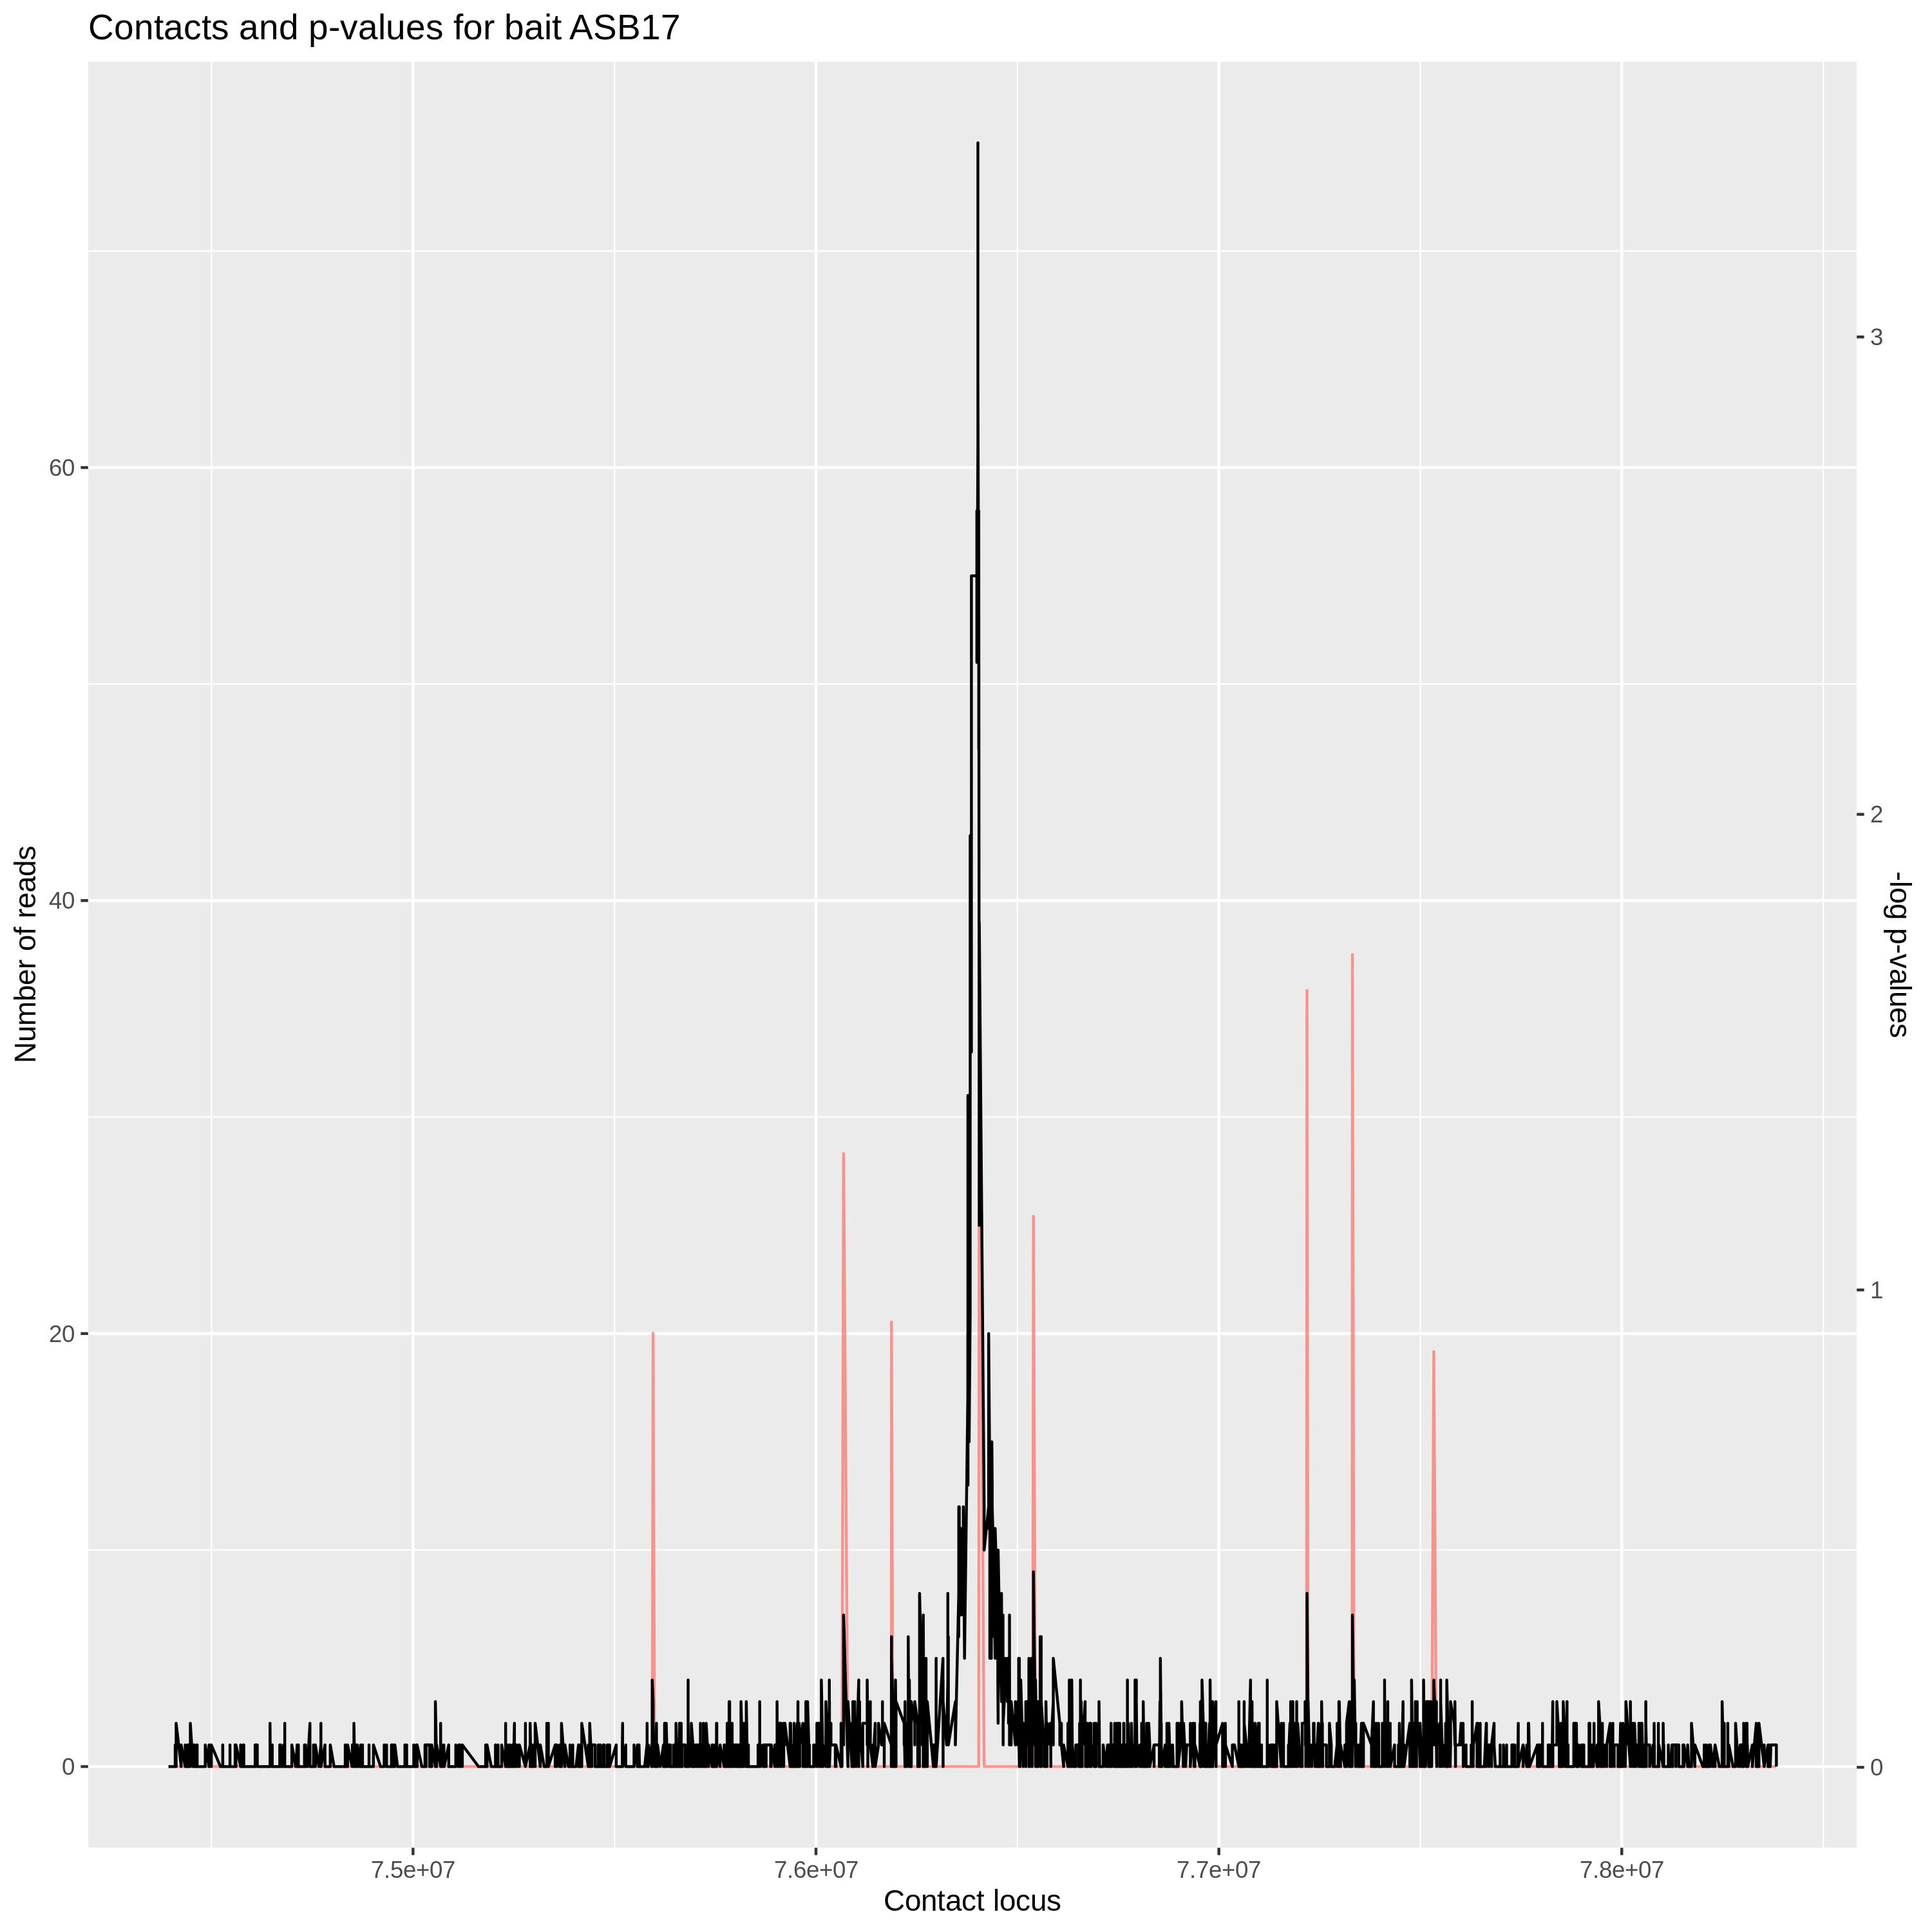 Contacts and p-values for bait ASB17
Number of reads
60
40
20
0
3
2
1
0
-log p-values
7.5e+07
7.6e+07
7.7e+07
7.8e+07
Contact locus